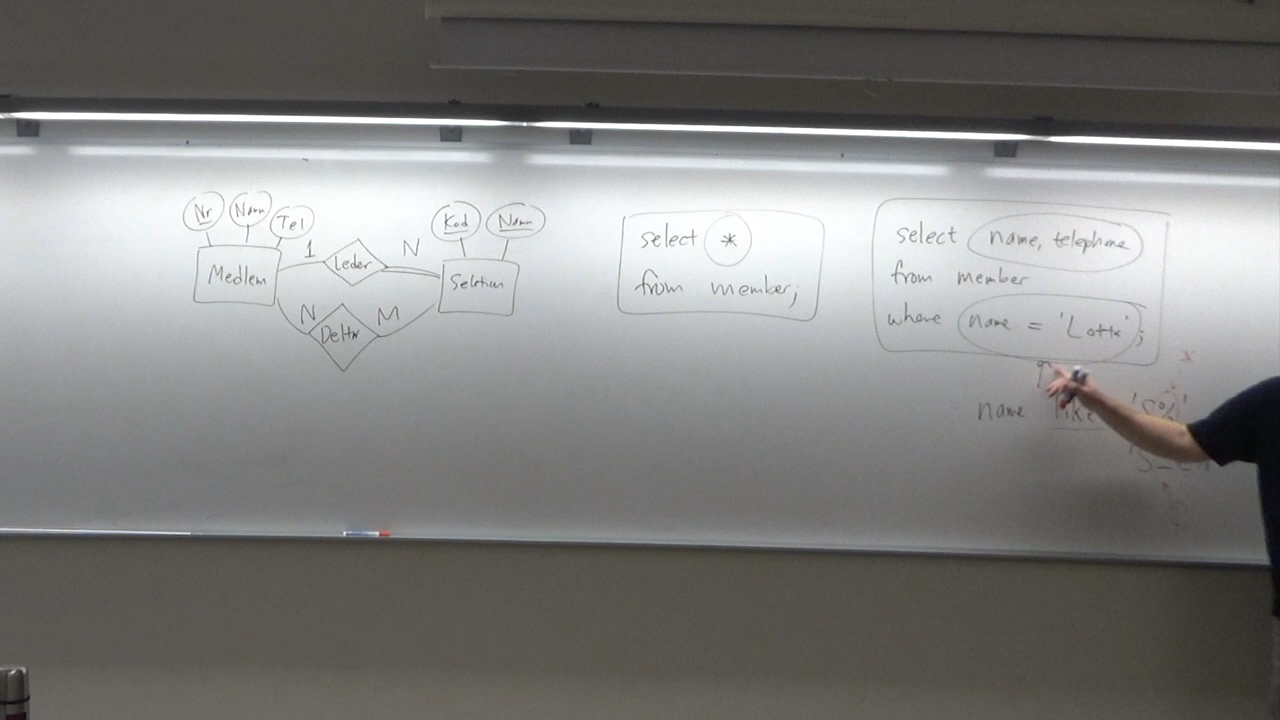 Nr Namn Tel
Kod Namn
1 Leder N
Medlem
Sektion
N Deltar M
select *
from member;
select name, telephone
from member
where name = 'Lotta';
name like 'S%'
*